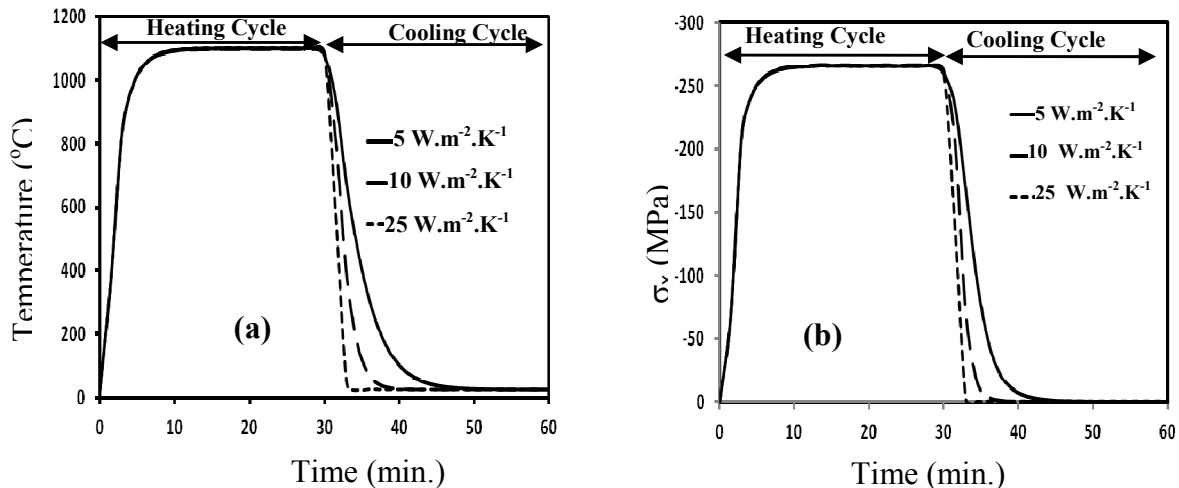 Heating Cycle
Cooling Cycle
1200
1000
800
600
400
200
0
Temperature (°C)
5 W.m⁻².K⁻¹
10 W.m⁻².K⁻¹
25 W.m⁻².K⁻¹
(a)
0 10 20 30 40 50 60
Time (min.)
Heating Cycle
Cooling Cycle
-300
-250
-200
-150
-100
-50
0
σₓ (MPa)
5 W.m⁻².K⁻¹
10 W.m⁻².K⁻¹
25 W.m⁻².K⁻¹
(b)
0 10 20 30 40 50 60
Time (min.)